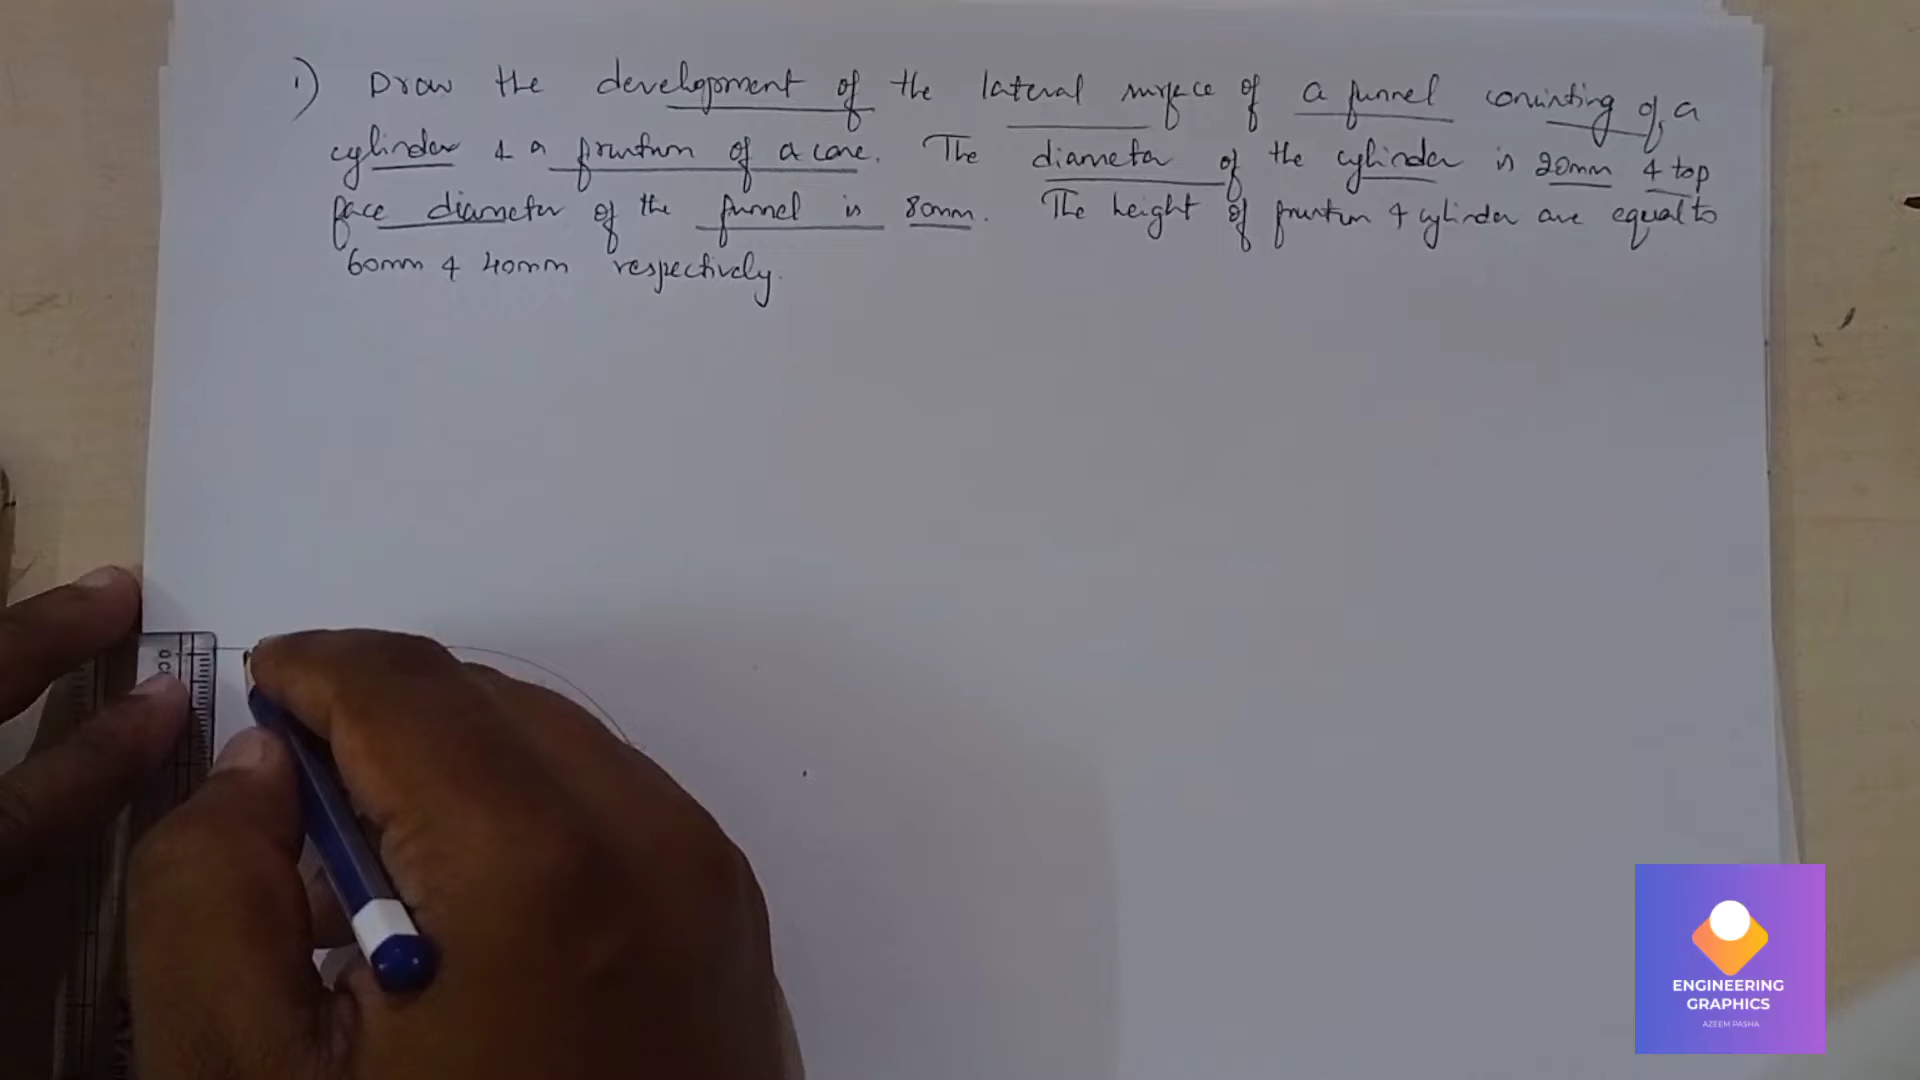 1) Draw the development of the lateral surface of a funnel consisting of a
cylinder & a frustum of a cone. The diameter of the cylinder is 20mm & top
face diameter of the funnel is 80mm. The height of frustum & cylinder are equal to
60mm & 40mm respectively.
ENGINEERING
GRAPHICS
AZEEM PASHA